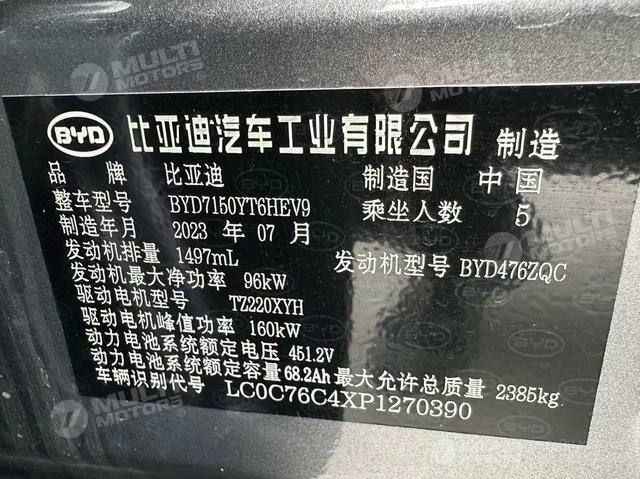 MULTI MOTORS
MULTI MOTORS
BYD 比亚迪汽车工业有限公司 制造
品牌 比亚迪 制造国 中国
整车型号 BYD7150YT6HEV9 乘坐人数 5
制造年月 2023 年 07 月
发动机排量 1497mL 发动机型号 BYD476ZQC
发动机最大净功率 96kW
驱动电机型号 TZ220XYH
驱动电机峰值功率 160kW
动力电池系统额定电压 451.2V
动力电池系统额定容量 68.2Ah 最大允许总质量 2385kg
车辆识别代号 LC0C76C4XP1270390
MULTI MOTORS
MULTI MOTORS